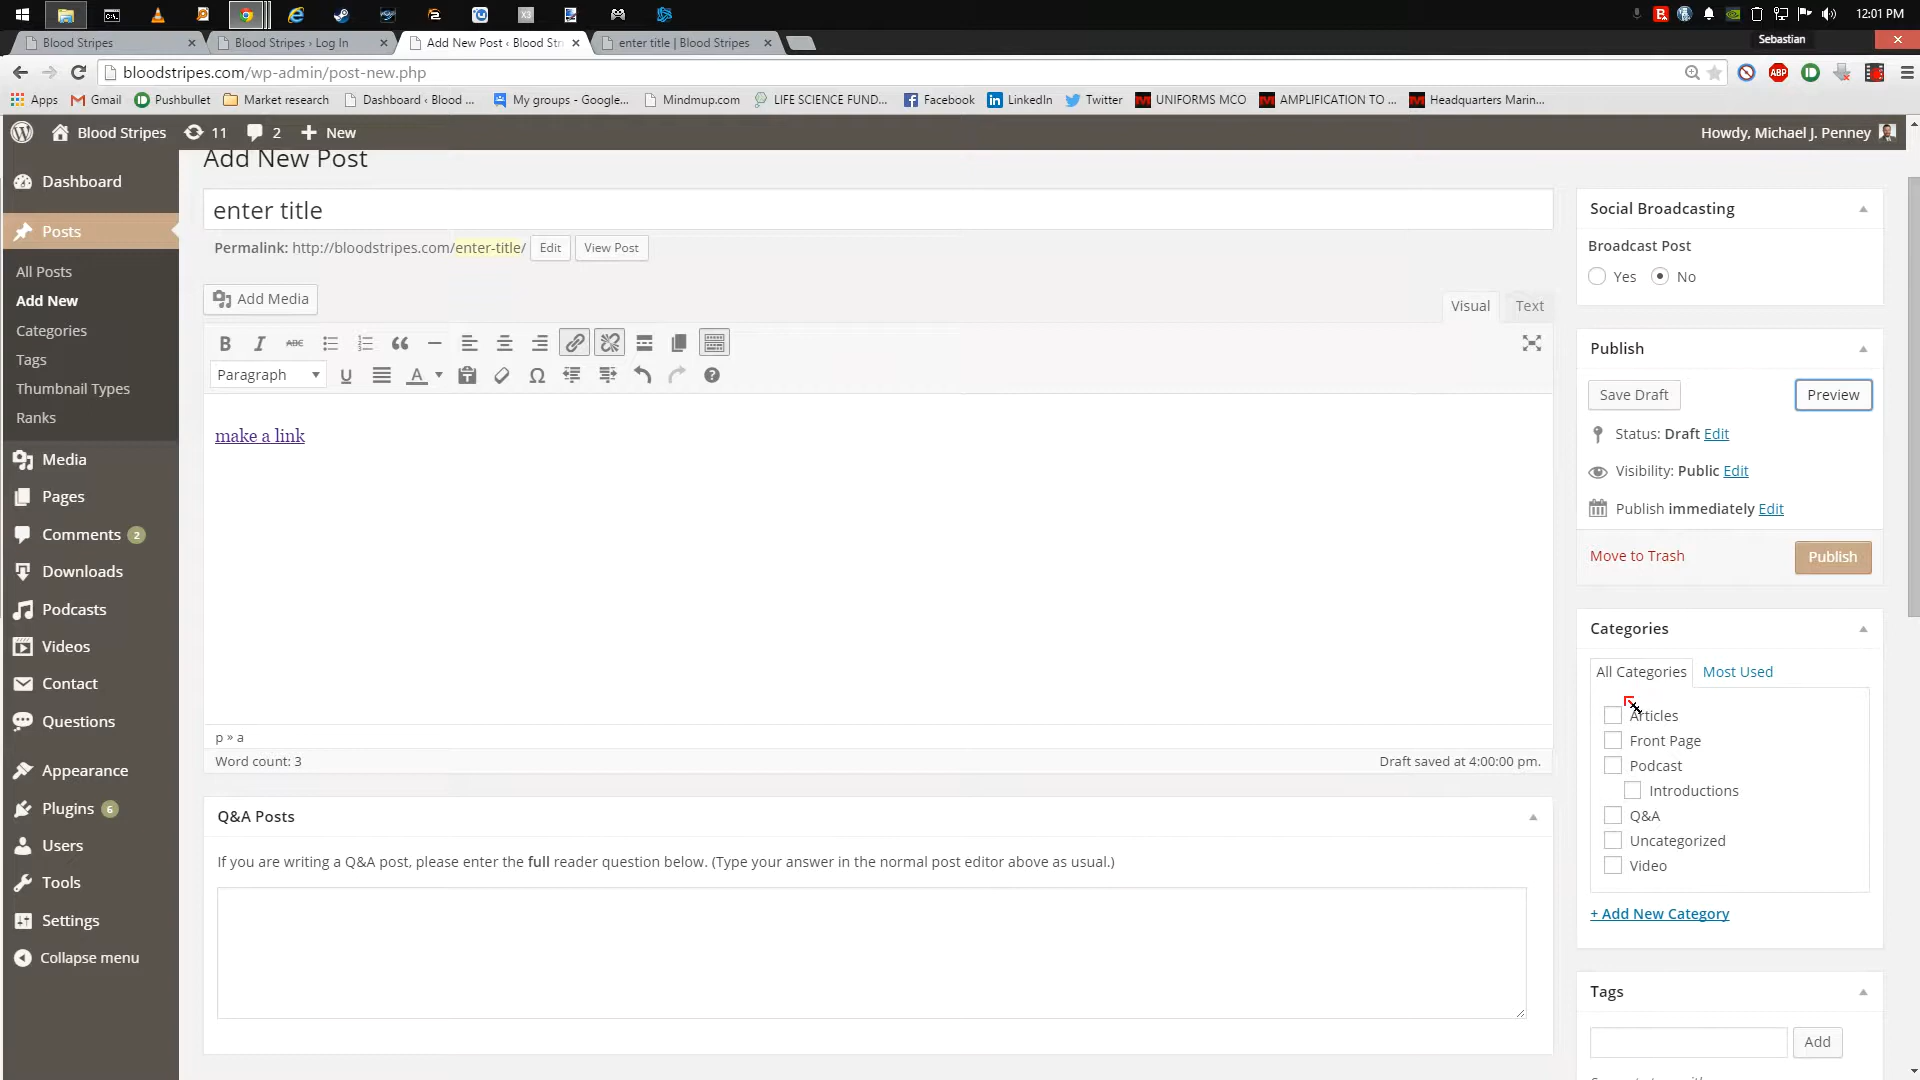 12:01 PM
Blood Stripes
Blood Stripes › Log In
Add New Post ‹ Blood Str
enter title | Blood Stripes
Sebastian
bloodstripes.com/wp-admin/post-new.php
Apps
Gmail
Pushbullet
Market research
Dashboard ‹ Blood ...
My groups - Google...
Mindmup.com
LIFE SCIENCE FUND...
Facebook
LinkedIn
Twitter
UNIFORMS MCO
AMPLIFICATION TO ...
Headquarters Marin...
Blood Stripes
11
2
New
Howdy, Michael J. Penney
Dashboard
Posts
All Posts
Add New
Categories
Tags
Thumbnail Types
Ranks
Media
Pages
Comments 2
Downloads
Podcasts
Videos
Contact
Questions
Appearance
Plugins 6
Users
Tools
Settings
Collapse menu
Add New Post
enter title
Permalink: http://bloodstripes.com/enter-title/ Edit View Post
Add Media
Visual Text
B I ABC
Paragraph U A Ω ?
make a link
p » a
Word count: 3
Draft saved at 4:00:00 pm.
Q&A Posts
If you are writing a Q&A post, please enter the full reader question below. (Type your answer in the normal post editor above as usual.)
Social Broadcasting
Broadcast Post
Yes No
Publish
Save Draft Preview
Status: Draft Edit
Visibility: Public Edit
Publish immediately Edit
Move to Trash Publish
Categories
All Categories Most Used
Articles
Front Page
Podcast
Introductions
Q&A
Uncategorized
Video
+ Add New Category
Tags
Add